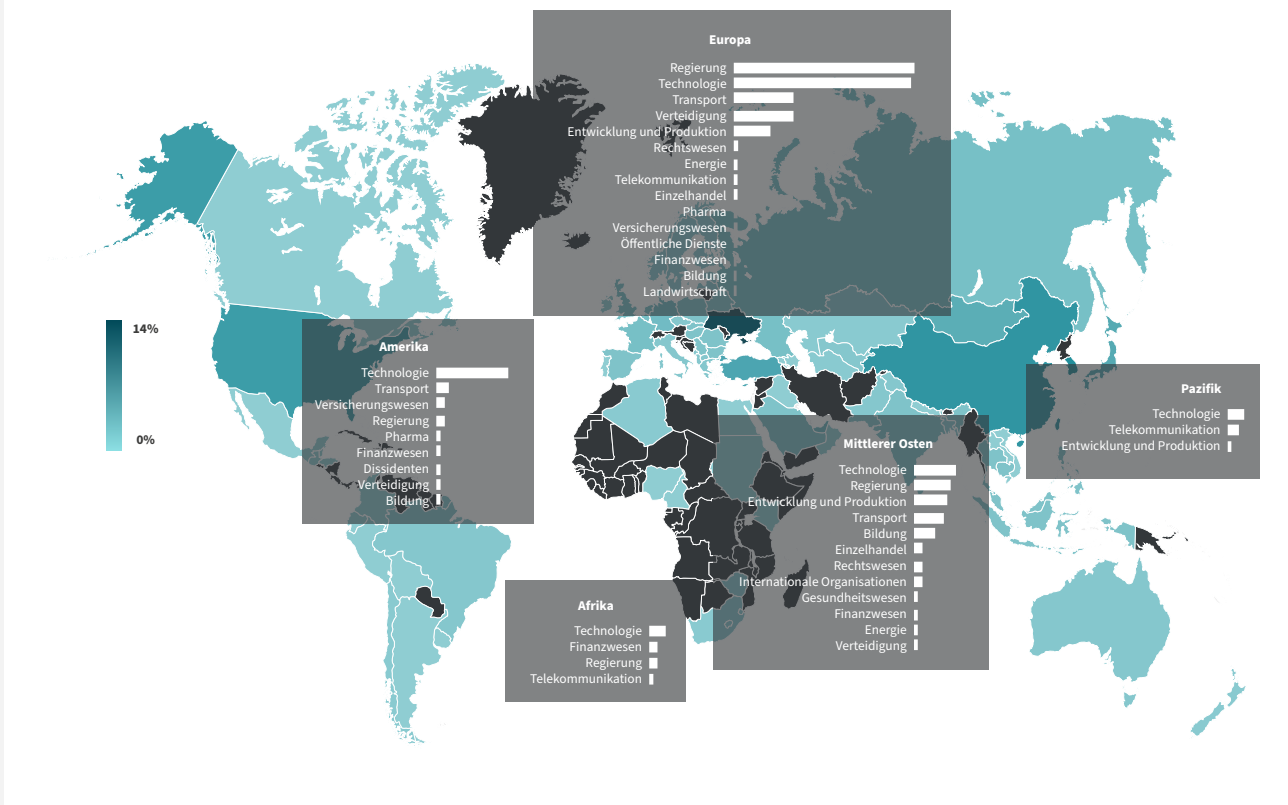 Europa
Regierung
Technologie
Transport
Verteidigung
Entwicklung und Produktion
Rechtswesen
Energie
Telekommunikation
Einzelhandel
Pharma
Versicherungswesen
Öffentliche Dienste
Finanzwesen
Bildung
Landwirtschaft
14%
0%
Amerika
Technologie
Transport
Versicherungswesen
Regierung
Pharma
Finanzwesen
Dissidenten
Verteidigung
Bildung
Pazifik
Technologie
Telekommunikation
Entwicklung und Produktion
Mittlerer Osten
Technologie
Regierung
Entwicklung und Produktion
Transport
Bildung
Einzelhandel
Rechtswesen
Internationale Organisationen
Gesundheitswesen
Finanzwesen
Energie
Verteidigung
Afrika
Technologie
Finanzwesen
Regierung
Telekommunikation